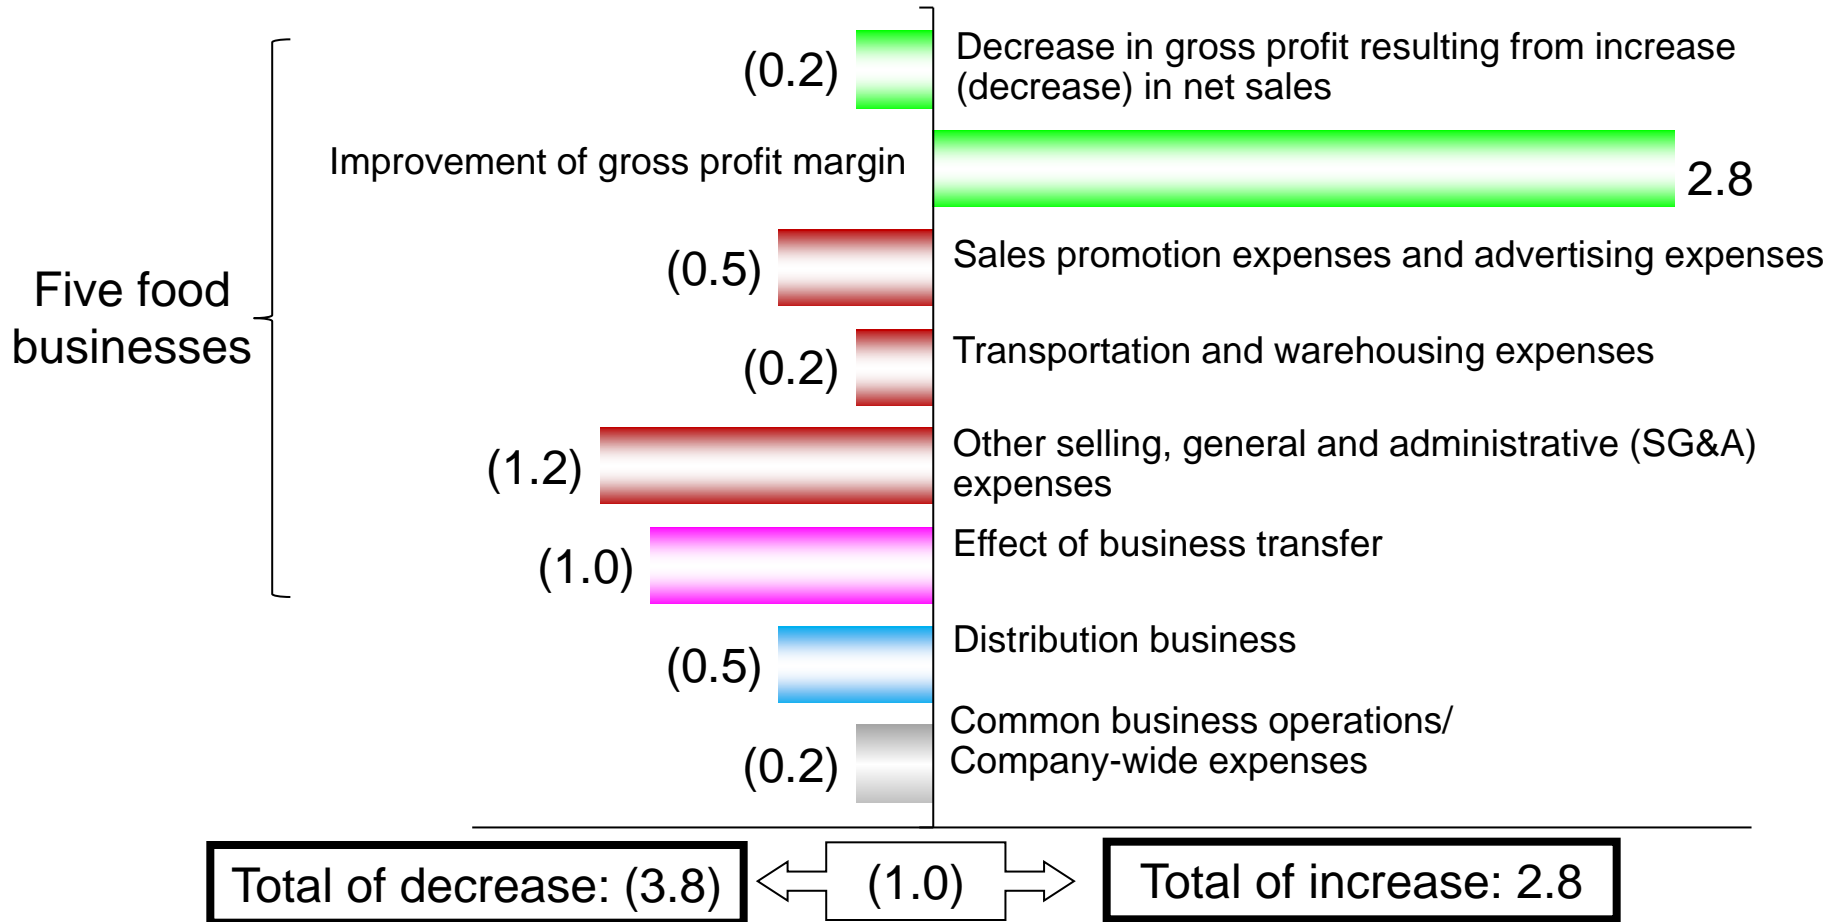 (0.2)
Decrease in gross profit resulting from increase
(decrease) in net sales
Improvement of gross profit margin
2.8
(0.5)
Sales promotion expenses and advertising expenses
Five food
businesses
(0.2)
Transportation and warehousing expenses
(1.2)
Other selling, general and administrative (SG&A)
expenses
(1.0)
Effect of business transfer
(0.5)
Distribution business
(0.2)
Common business operations/
Company-wide expenses
Total of decrease: (3.8)
(1.0)
Total of increase: 2.8